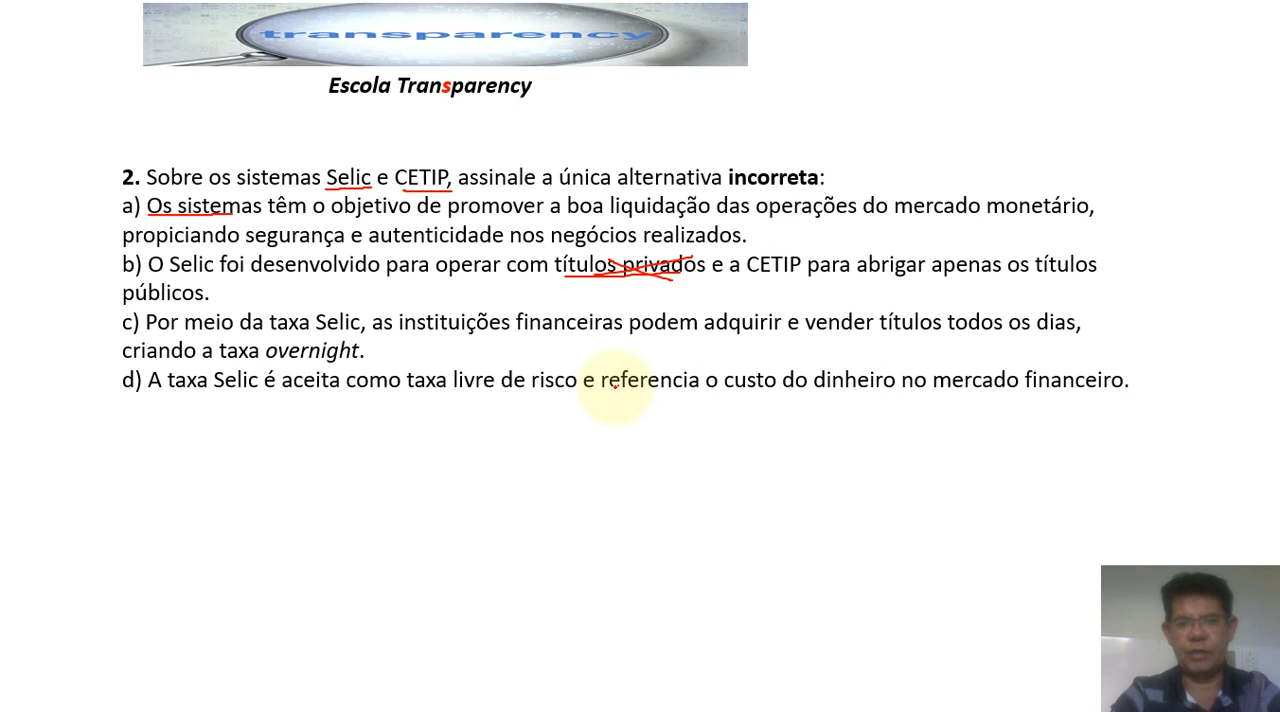 transparency
Escola Transparency
2. Sobre os sistemas Selic e CETIP, assinale a única alternativa incorreta:
a) Os sistemas têm o objetivo de promover a boa liquidação das operações do mercado monetário,
propiciando segurança e autenticidade nos negócios realizados.
b) O Selic foi desenvolvido para operar com títulos privados e a CETIP para abrigar apenas os títulos
públicos.
c) Por meio da taxa Selic, as instituições financeiras podem adquirir e vender títulos todos os dias,
criando a taxa overnight.
d) A taxa Selic é aceita como taxa livre de risco e referencia o custo do dinheiro no mercado financeiro.